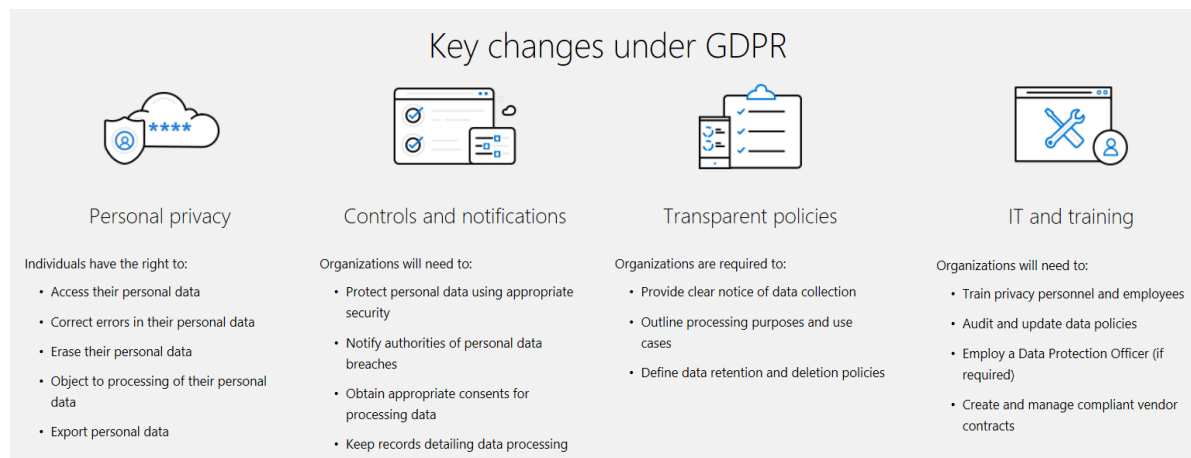 Key changes under GDPR
****
Personal privacy
Individuals have the right to:
• Access their personal data
• Correct errors in their personal data
• Erase their personal data
• Object to processing of their personal
data
• Export personal data
Controls and notifications
Organizations will need to:
• Protect personal data using appropriate
security
• Notify authorities of personal data
breaches
• Obtain appropriate consents for
processing data
• Keep records detailing data processing
Transparent policies
Organizations are required to:
• Provide clear notice of data collection
• Outline processing purposes and use
cases
• Define data retention and deletion policies
IT and training
Organizations will need to:
• Train privacy personnel and employees
• Audit and update data policies
• Employ a Data Protection Officer (if
required)
• Create and manage compliant vendor
contracts